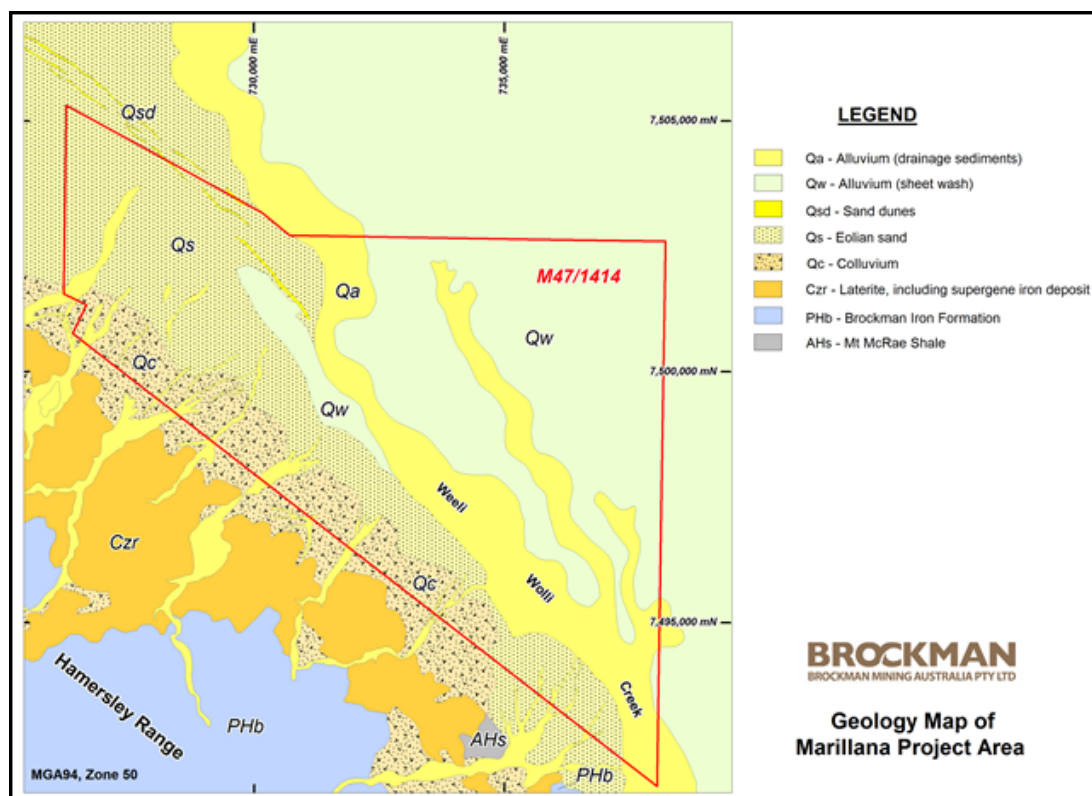 730,000 mE
735,000 mE
Qsd
7,505,000 mN
Qs
M47/1414
Qa
Qw
Qc
7,500,000 mN
Qw
Weeli
Czr
Qc
Wolli
7,495,000 mN
Creek
Hamersley Range
PHb
AHs
PHb
MGA94, Zone 50
LEGEND
Qa - Alluvium (drainage sediments)
Qw - Alluvium (sheet wash)
Qsd - Sand dunes
Qs - Eolian sand
Qc - Colluvium
Czr - Laterite, including supergene iron deposit
PHb - Brockman Iron Formation
AHs - Mt McRae Shale
BROCKMAN
BROCKMAN MINING AUSTRALIA PTY LTD
Geology Map of
Marillana Project Area